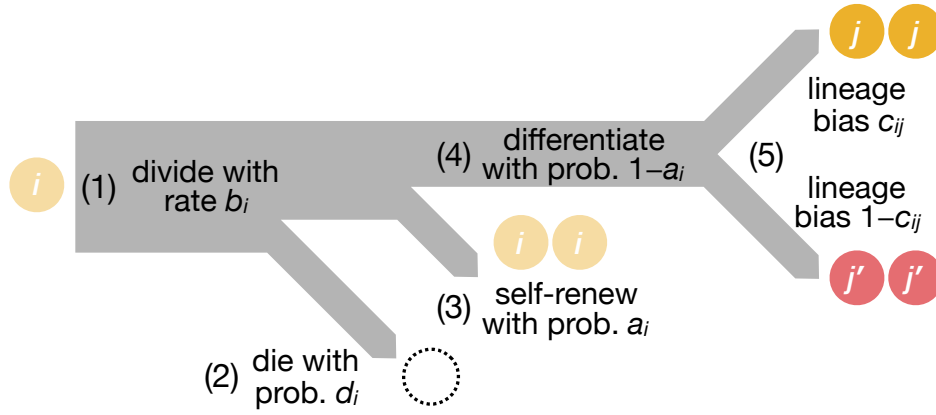 i
(1) divide with
rate bi
(2) die with
prob. di
(3) self-renew
with prob. ai
i i
(4) differentiate
with prob. 1–ai
(5)
j j
lineage
bias cij
lineage
bias 1–cij
j′ j′